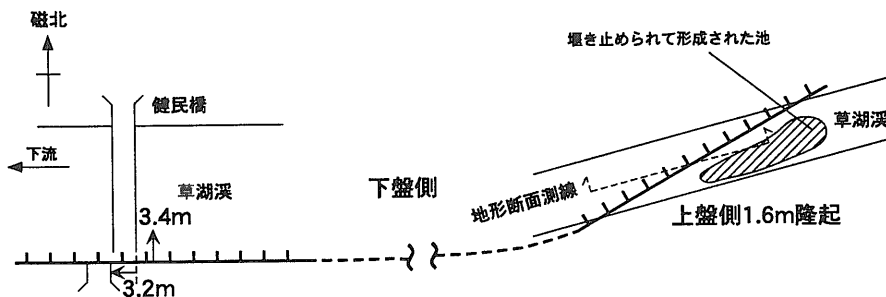 磁北
健民橋
下流
草湖渓
3.4m
3.2m
下盤側
堰き止められて形成された池
草湖渓
地形断面測線
上盤側1.6m隆起